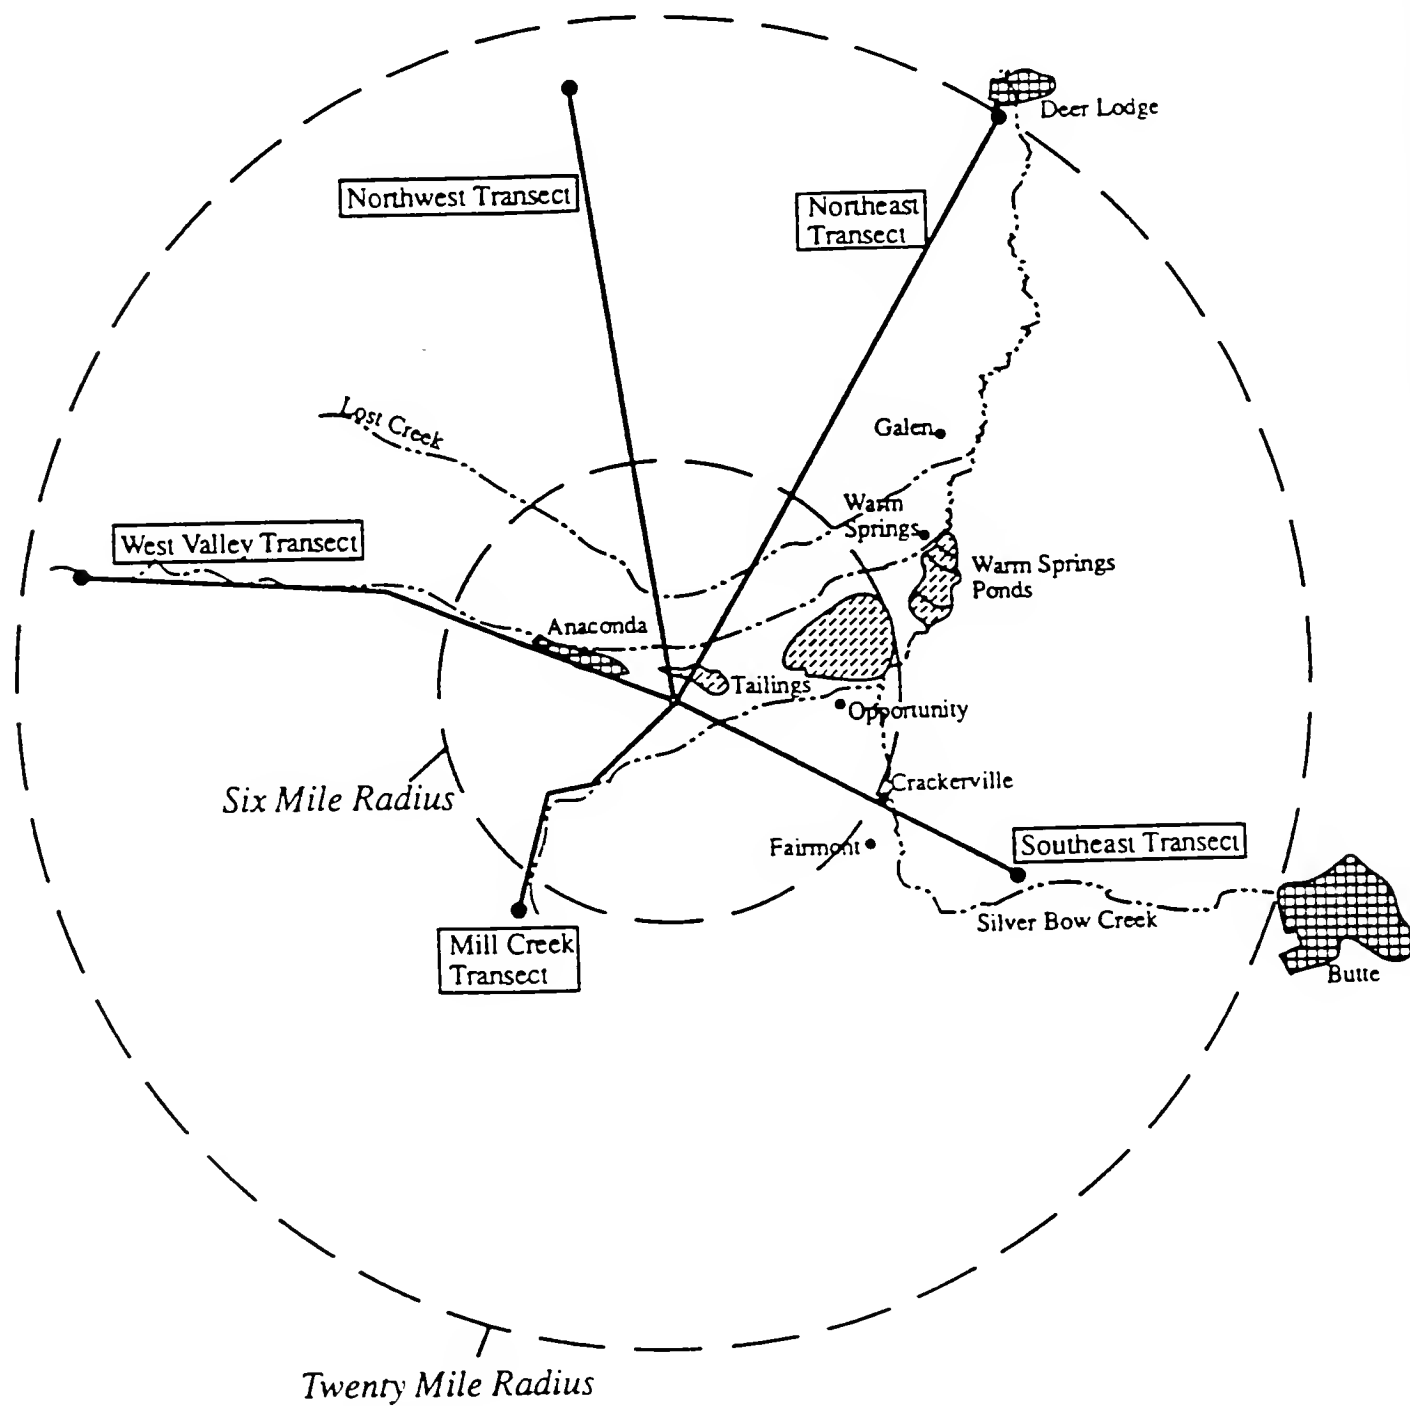 Deer Lodge
Northwest Transect
Northeast
Transect
Lost Creek
Galen
Warm
Springs
West Valley Transect
Warm Springs
Ponds
Anaconda
Tailings
Opportunity
Crackerville
Six Mile Radius
Fairmont
Southeast Transect
Silver Bow Creek
Mill Creek
Transect
Butte
Twenty Mile Radius